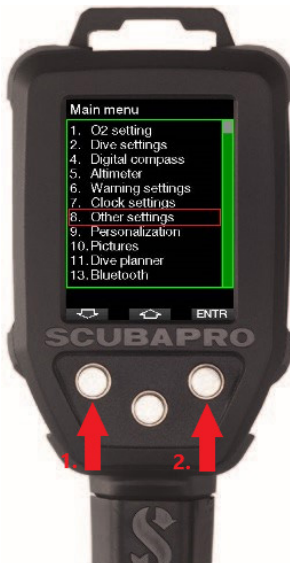 Main menu
1. O2 setting
2. Dive settings
4. Digital compass
5. Altimeter
6. Warning settings
7. Clock settings
8. Other settings
9. Personalization
10. Pictures
11. Dive planner
13. Bluetooth
ENTR
SCUBAPRO
1. 2.
S